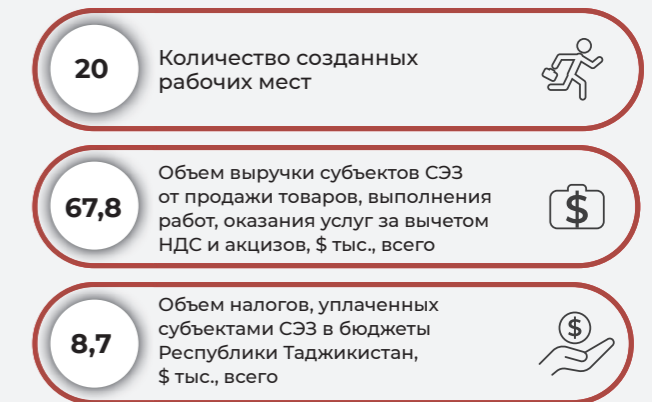 20
Количество созданных
рабочих мест
67,8
Объем выручки субъектов СЭЗ
от продажи товаров, выполнения
работ, оказания услуг за вычетом
НДС и акцизов, $ тыс., всего
$
8,7
Объем налогов, уплаченных
субъектами СЭЗ в бюджеты
Республики Таджикистан,
$ тыс., всего
$